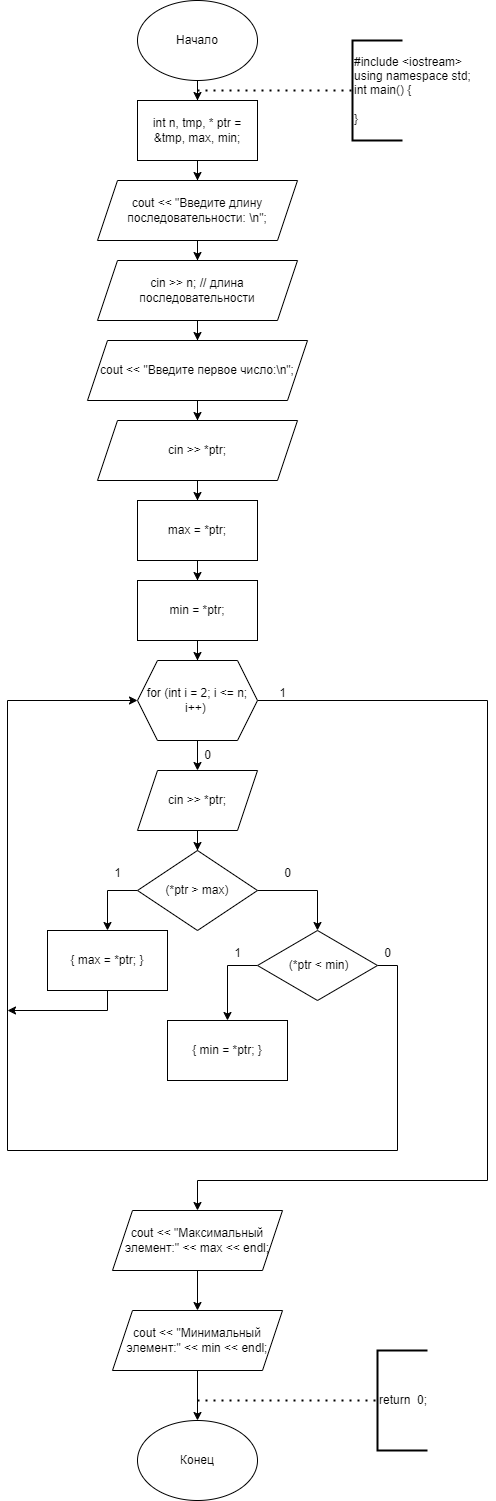 Начало
#include <iostream>
using namespace std;
int main() {
}
int n, tmp, * ptr =
&tmp, max, min;
cout << "Введите длину
последовательности: \n";
cin >> n; // длина
последовательности
cout << "Введите первое число:\n";
cin >> *ptr;
max = *ptr;
min = *ptr;
for (int i = 2; i <= n;
i++)
1
0
cin >> *ptr;
1
(*ptr > max)
0
{ max = *ptr; }
1
(*ptr < min)
0
{ min = *ptr; }
cout << "Максимальный
элемент:" << max << endl;
cout << "Минимальный
элемент:" << min << endl;
return 0;
Конец